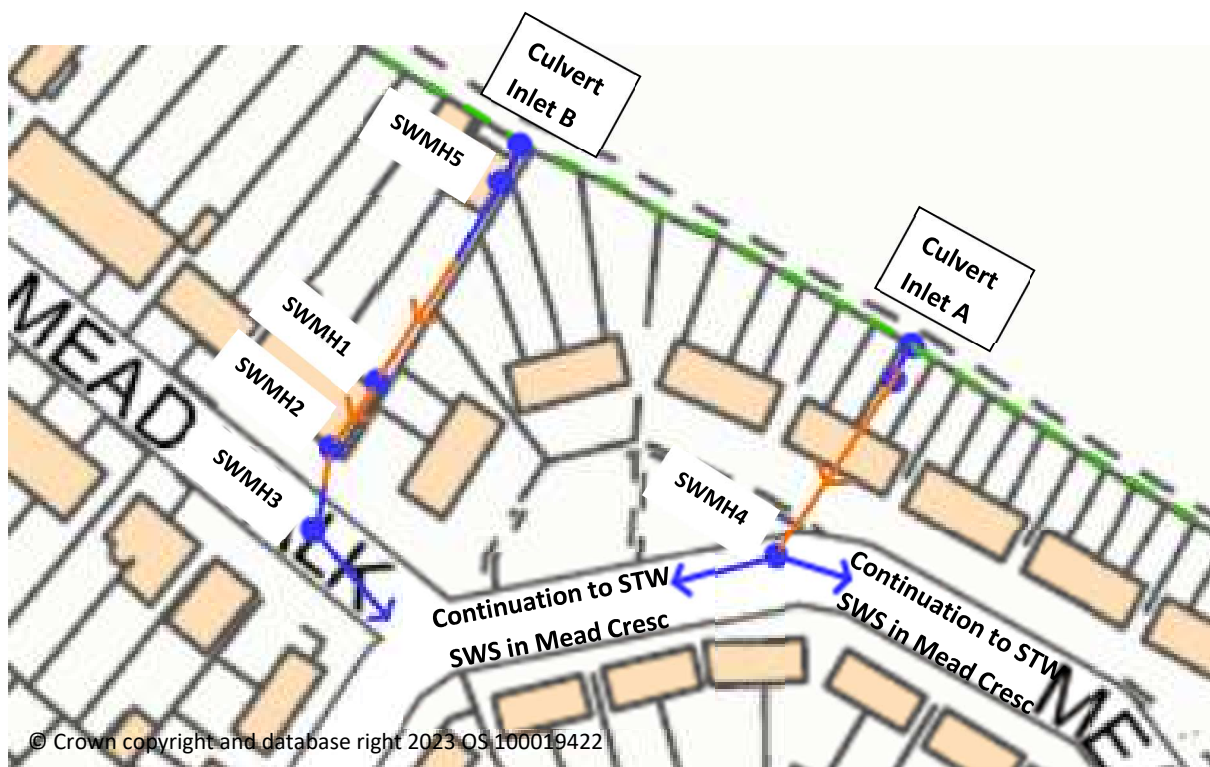 Culvert
Inlet B
SWMH5
Culvert
Inlet A
SWMH1
SWMH2
MEAD
SWMH3
SWMH4
Continuation to STW
SWS in Mead Cresc
Continuation to STW
SWS in Mead Cresc
ME
© Crown copyright and database right 2023 OS 100019422